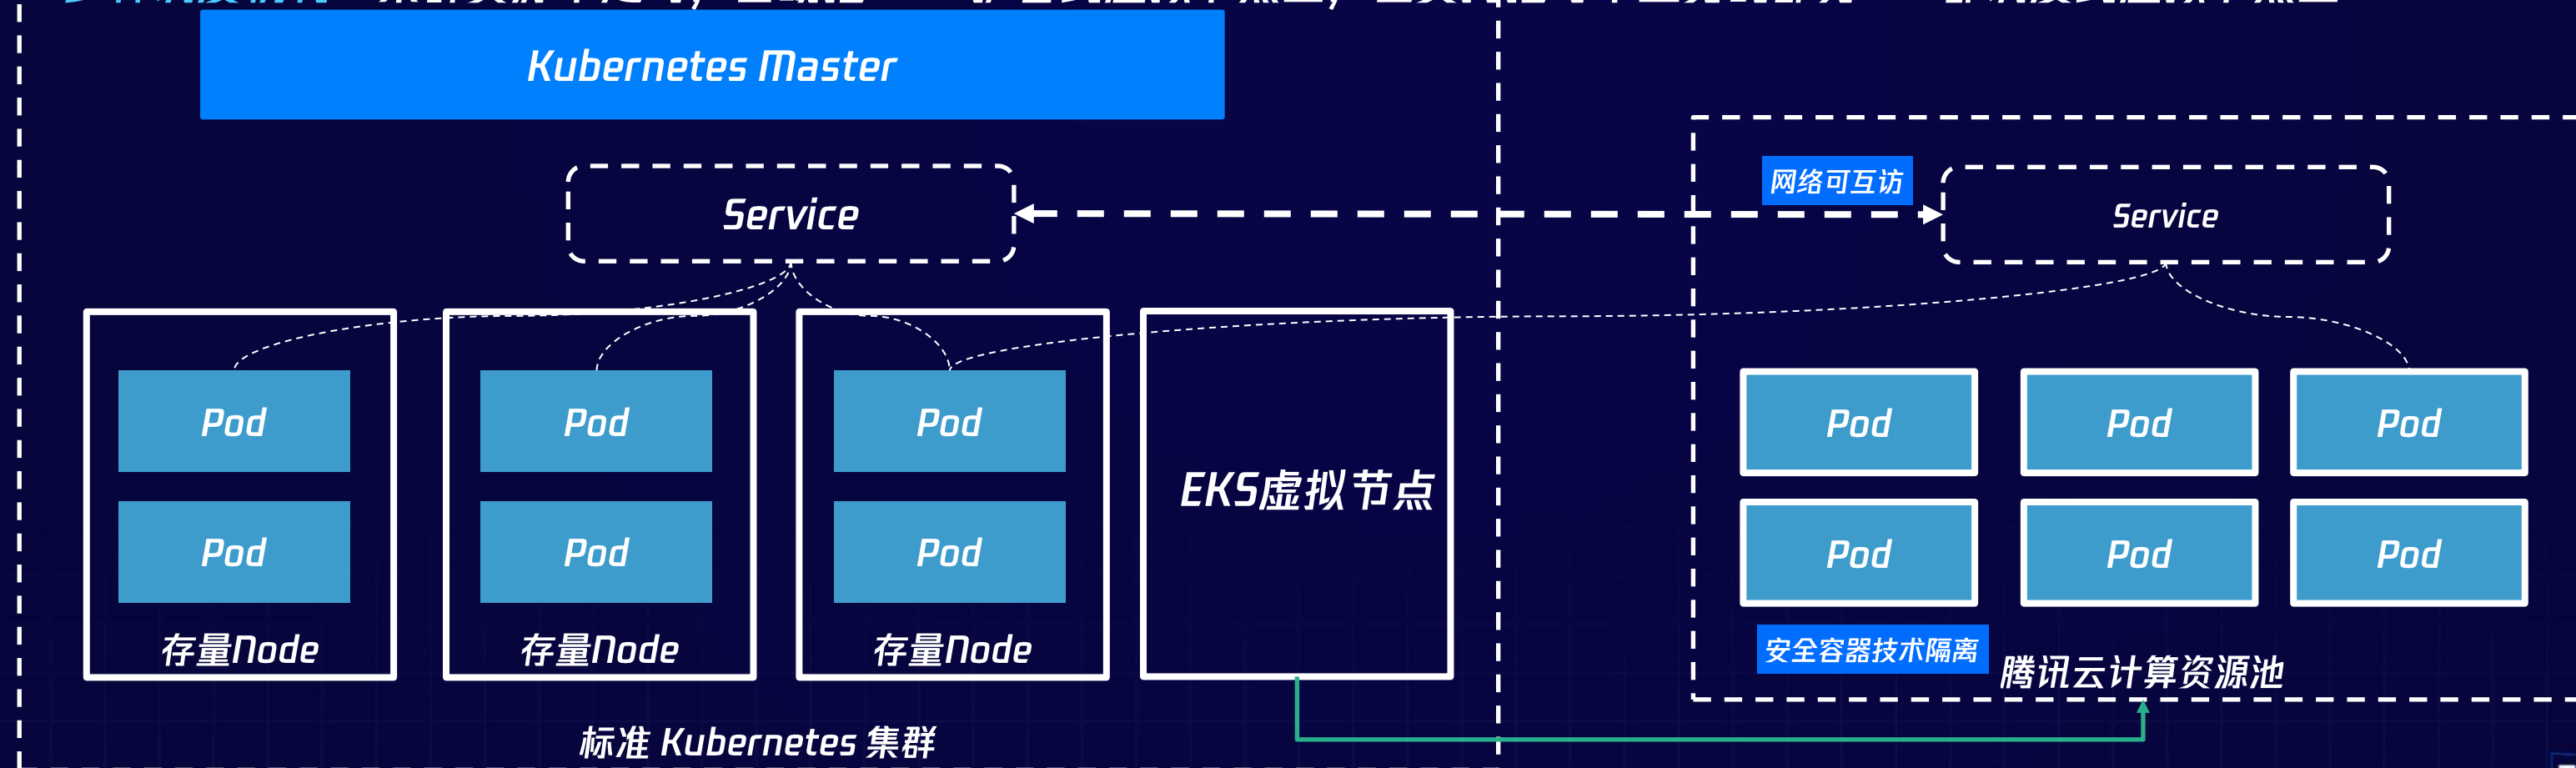 Kubernetes Master
网络可互访
Service
Service
Pod
Pod
Pod
Pod
Pod
Pod
EKS虚拟节点
Pod
Pod
Pod
Pod
Pod
Pod
存量Node
存量Node
存量Node
安全容器技术隔离
腾讯云计算资源池
标准 Kubernetes 集群